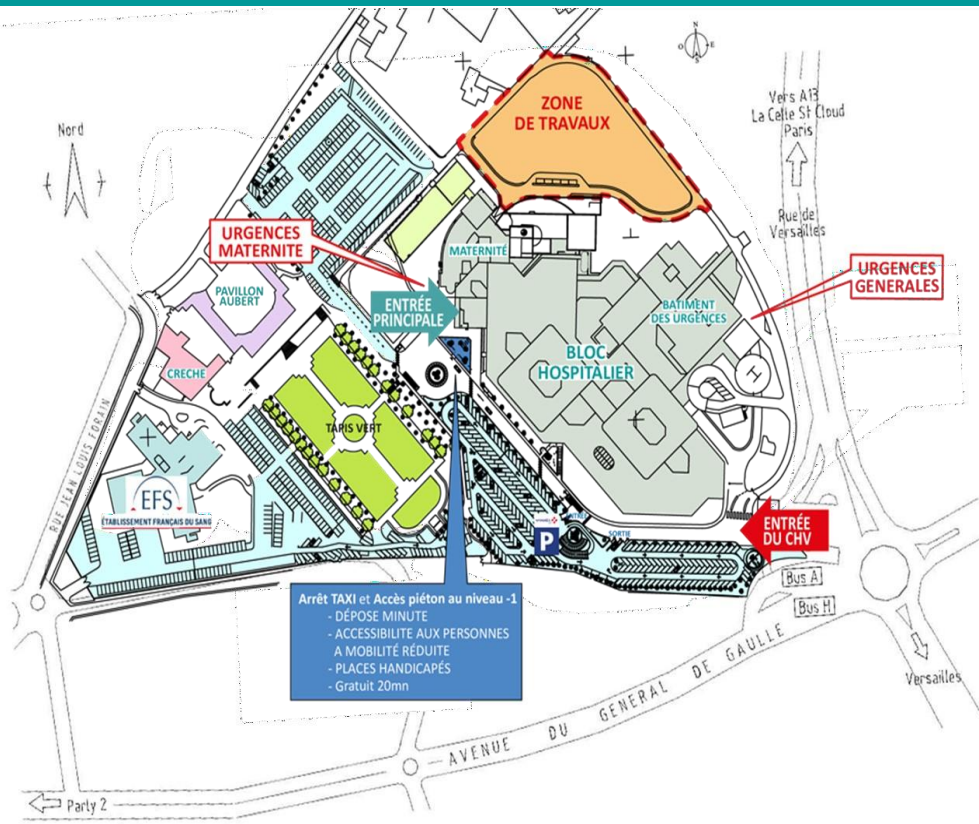 N
O
E
S
ZONE
DE TRAVAUX
Vers A13
La Celle St Cloud
Paris
Nord
Rue de
Versailles
URGENCES
MATERNITE
MATERNITÉ
URGENCES
GENERALES
PAVILLON
AUBERT
ENTRÉE
PRINCIPALE
BATIMENT
DES URGENCES
BLOC
HOSPITALIER
H
CRECHE
TAPIS VERT
RUE JEAN LOUIS FORAIN
EFS
ÉTABLISSEMENT FRANÇAIS DU SANG
P
ENTRÉE
SORTIE
ENTRÉE
DU CHV
Bus A
Bus H
Arrêt TAXI et Accès piéton au niveau -1
- DÉPOSE MINUTE
- ACCESSIBILITE AUX PERSONNES
A MOBILITÉ RÉDUITE
- PLACES HANDICAPÉS
- Gratuit 20mn
Versailles
AVENUE DU GENERAL DE GAULLE
Parly 2